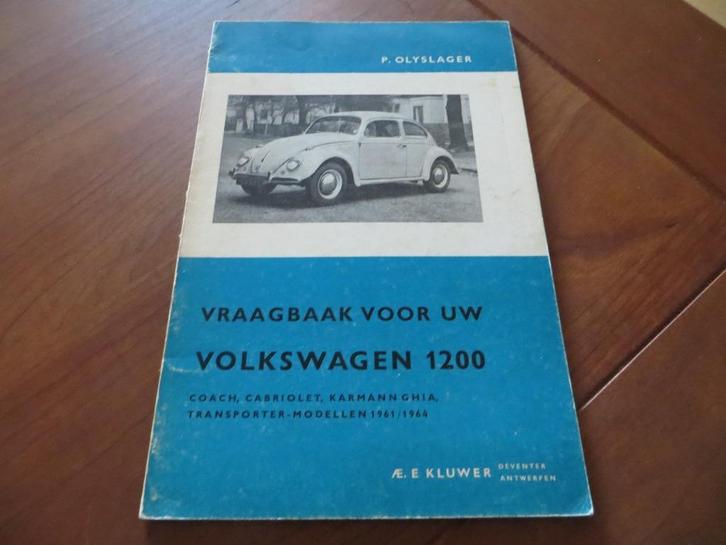 P. OLYSLAGER
VRAAGBAAK VOOR UW
VOLKSWAGEN 1200
COACH, CABRIOLET, KARMANN GHIA,
TRANSPORTER-MODELLEN 1961/1964
Æ. E KLUWER DEVENTER
ANTWERPEN